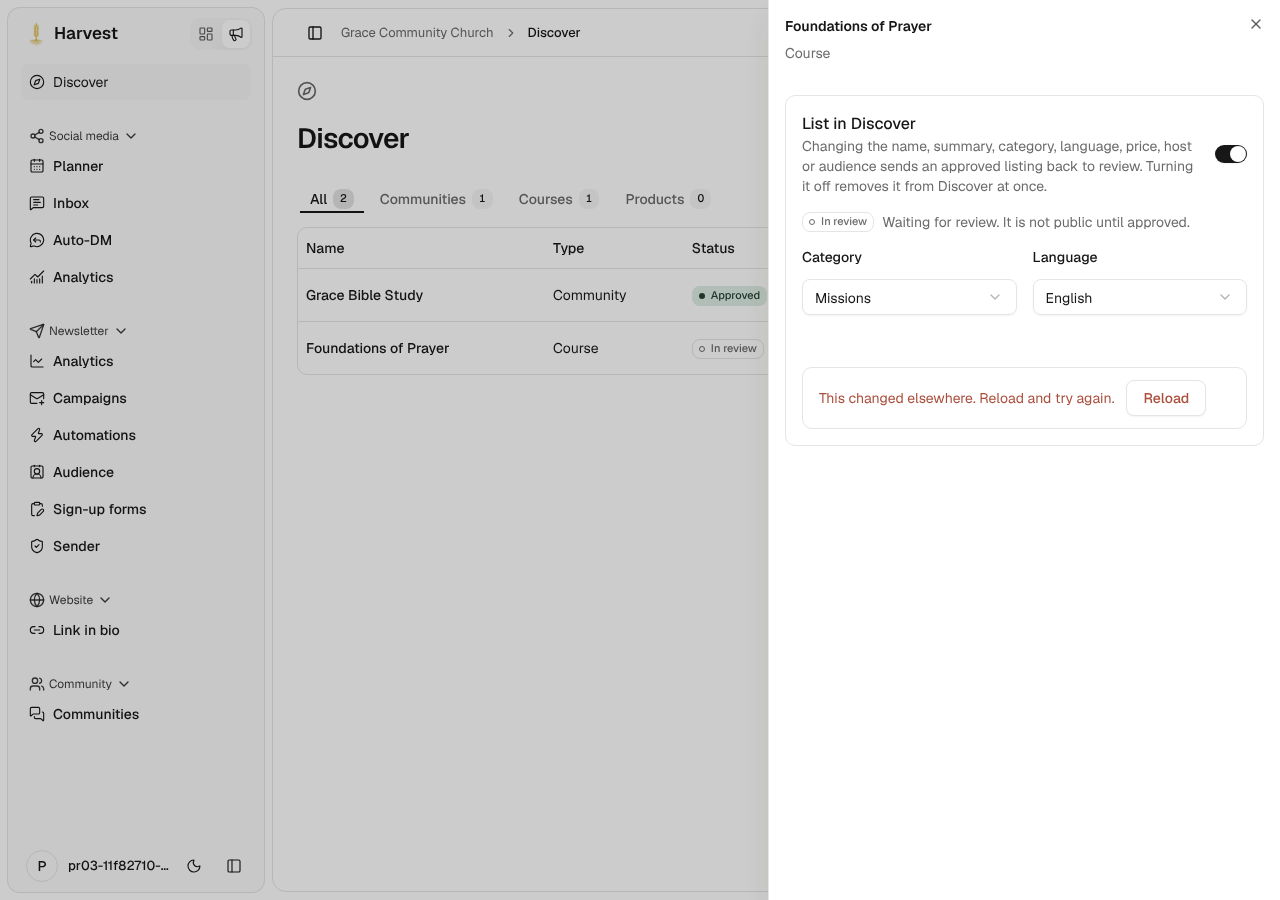 Harvest
Discover
Social media
Planner
Inbox
Auto-DM
Analytics
Newsletter
Analytics
Campaigns
Automations
Audience
Sign-up forms
Sender
Website
Link in bio
Community
Communities
P
pr03-11f82710-...
Grace Community Church > Discover
Discover
All 2 Communities 1 Courses 1 Products 0
Name Type Status
Grace Bible Study Community Approved
Foundations of Prayer Course In review
Foundations of Prayer
Course
List in Discover
Changing the name, summary, category, language, price, host
or audience sends an approved listing back to review. Turning
it off removes it from Discover at once.
In review Waiting for review. It is not public until approved.
Category Language
Missions English
This changed elsewhere. Reload and try again. Reload